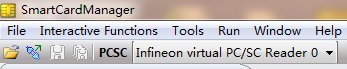 SmartCardManager
File Interactive Functions Tools Run Window Help
PCSC Infineon virtual PC/SC Reader 0